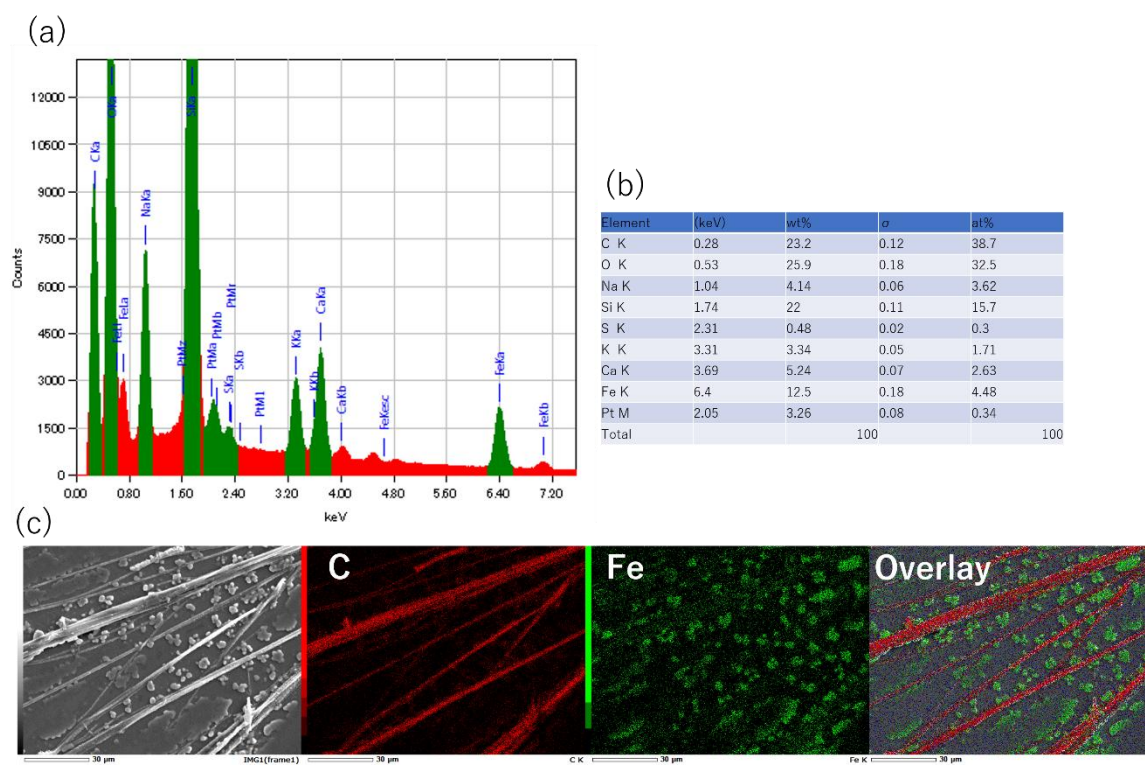 (a)
12000
10500
9000
7500
6000
4500
3000
1500
0
Counts
CKa
OKa
FeLl
FeLa
NaKa
PtMz
SiKa
PtMa
PtMb
PtMr
SKa
SKb
PtM1
KKa
KKb
CaKa
CaKb
FeKesc
FeKa
FeKb
0.00 0.80 1.60 2.40 3.20 4.00 4.80 5.60 6.40 7.20
keV
(b)
Element (keV) wt% σ at%
C K 0.28 23.2 0.12 38.7
O K 0.53 25.9 0.18 32.5
Na K 1.04 4.14 0.06 3.62
Si K 1.74 22 0.11 15.7
S K 2.31 0.48 0.02 0.3
K K 3.31 3.34 0.05 1.71
Ca K 3.69 5.24 0.07 2.63
Fe K 6.4 12.5 0.18 4.48
Pt M 2.05 3.26 0.08 0.34
Total 100 100
(c)
C
Fe
Overlay
30 μm IMG1(frame1)
30 μm C K
30 μm Fe K
30 μm